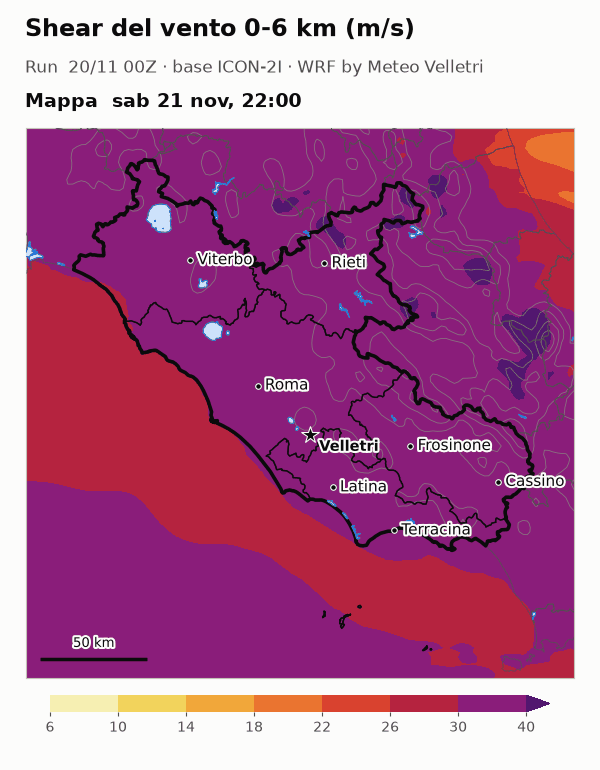 Shear del vento 0-6 km (m/s)
Run 20/11 00Z · base ICON-2I · WRF by Meteo Velletri
Mappa sab 21 nov, 22:00
Viterbo
Rieti
Roma
Velletri
Frosinone
Latina
Cassino
Terracina
50 km
6 10 14 18 22 26 30 40